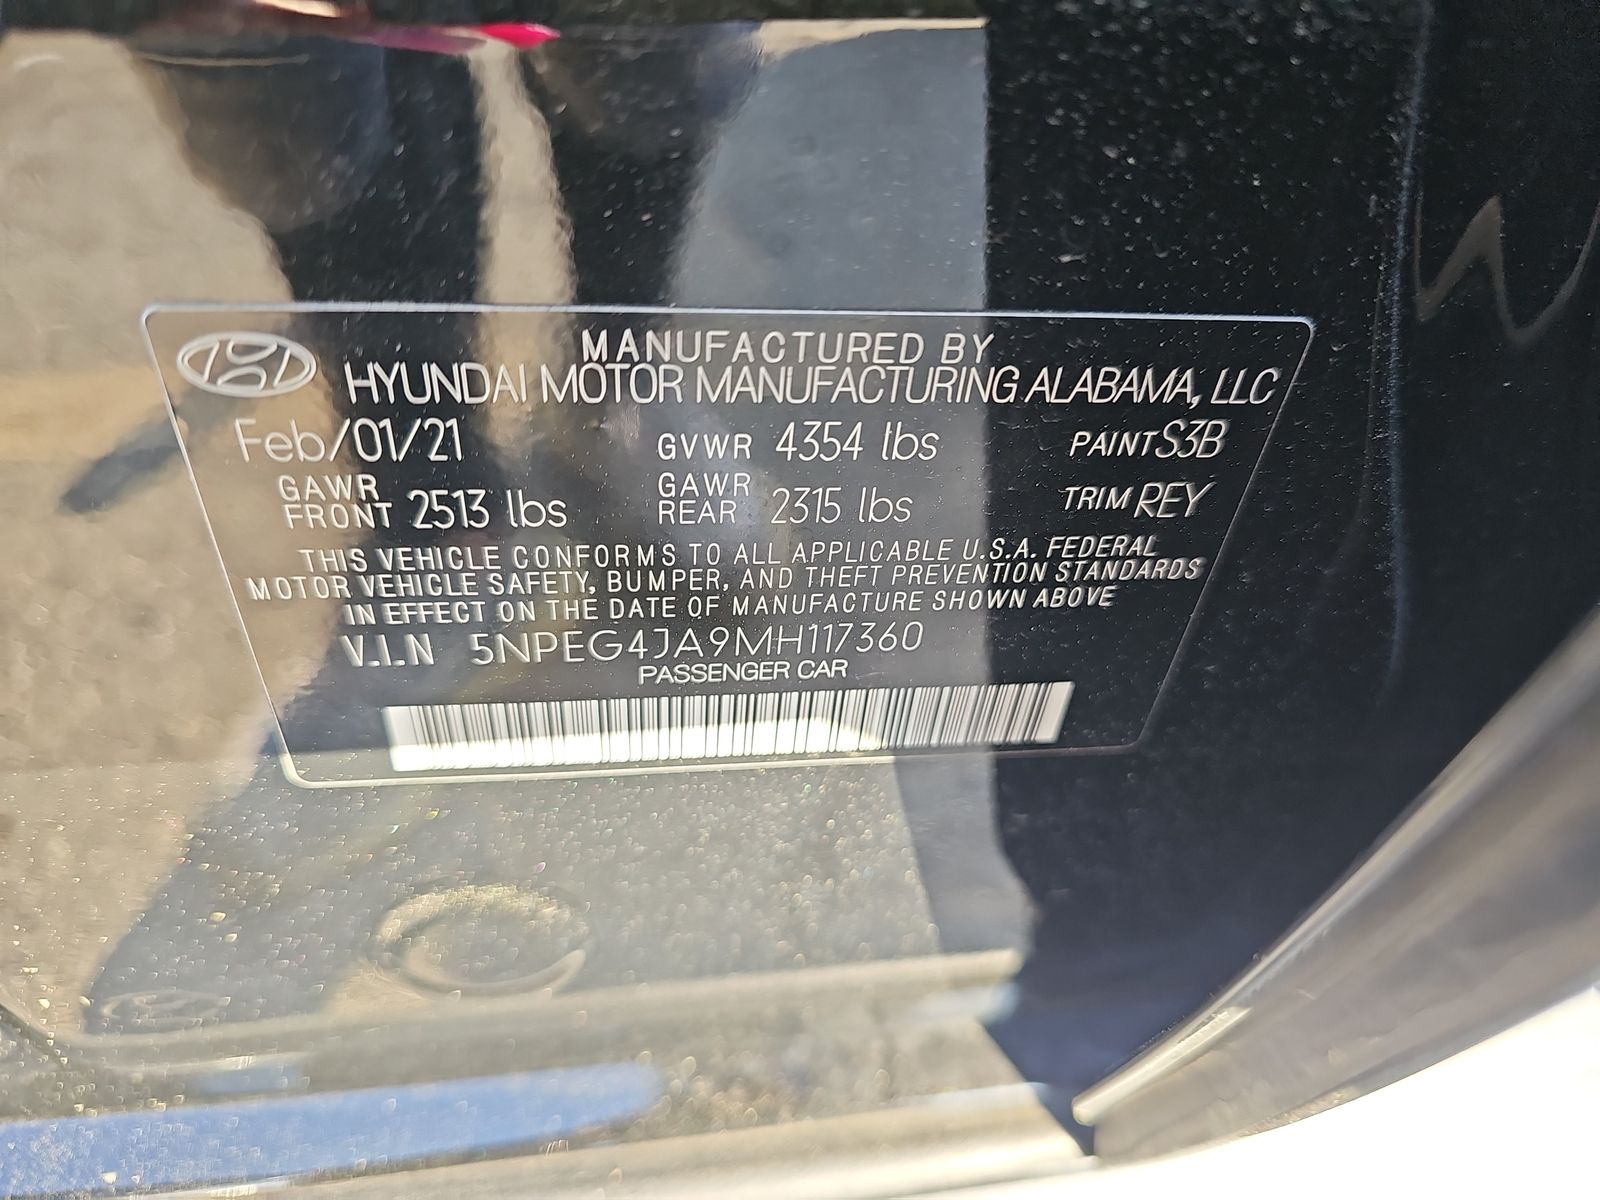 MANUFACTURED BY
HYUNDAI MOTOR MANUFACTURING ALABAMA, LLC
Feb/01/21 GVWR 4354 lbs PAINT S3B
GAWR FRONT 2513 lbs GAWR REAR 2315 lbs TRIM REY
THIS VEHICLE CONFORMS TO ALL APPLICABLE U.S.A. FEDERAL
MOTOR VEHICLE SAFETY, BUMPER, AND THEFT PREVENTION STANDARDS
IN EFFECT ON THE DATE OF MANUFACTURE SHOWN ABOVE
V.I.N 5NPEG4JA9MH117360
PASSENGER CAR